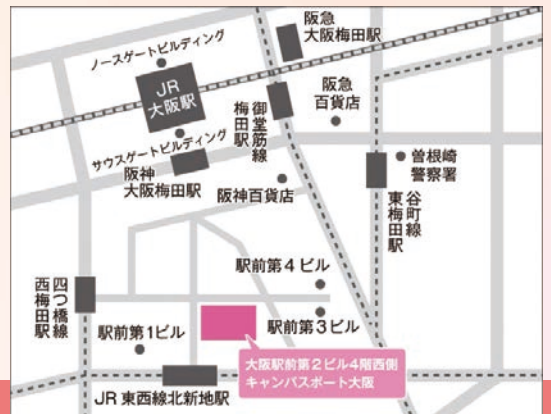 阪急
大阪梅田駅
ノースゲートビルディング
JR
大阪駅
阪急
百貨店
御堂筋線
梅田駅
サウスゲートビルディング
阪神
大阪梅田駅
曽根崎
警察署
阪神百貨店
谷町線
東梅田駅
駅前第4ビル
四つ橋線
西梅田駅
駅前第1ビル
駅前第3ビル
大阪駅前第2ビル4階西側
キャンパスポート大阪
JR 東西線北新地駅